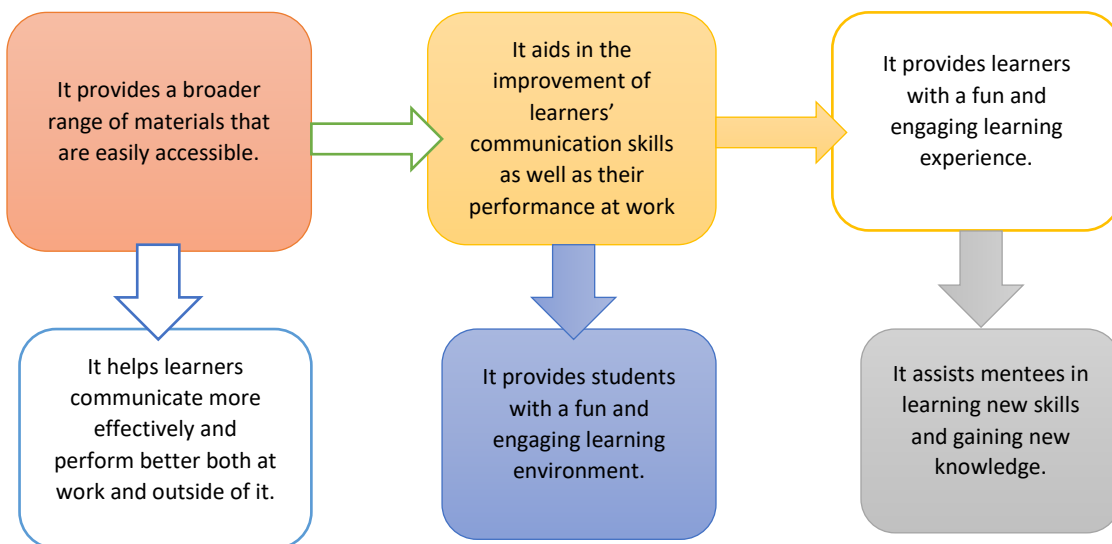 It provides a broader
range of materials that
are easily accessible.
It aids in the
improvement of
learners’
communication skills
as well as their
performance at work
It provides learners
with a fun and
engaging learning
experience.
It helps learners
communicate more
effectively and
perform better both at
work and outside of it.
It provides students
with a fun and
engaging learning
environment.
It assists mentees in
learning new skills
and gaining new
knowledge.